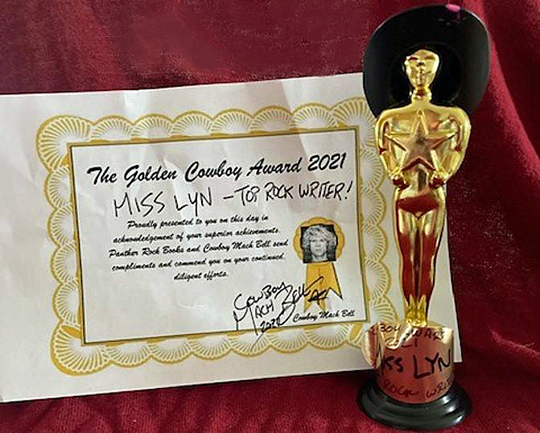 The Golden Cowboy Award 2021
MISS LYN - TOP ROCK WRITER!
Proudly presented to you on this day in
acknowledgement of your superior achievements.
Panther Rock Books and Cowboy Mach Bell send
compliments and commend you on your continued,
diligent efforts.
COWBOY
MACH BELL
2021
Cowboy Mach Bell
MISS LYN
ROCK WRITER